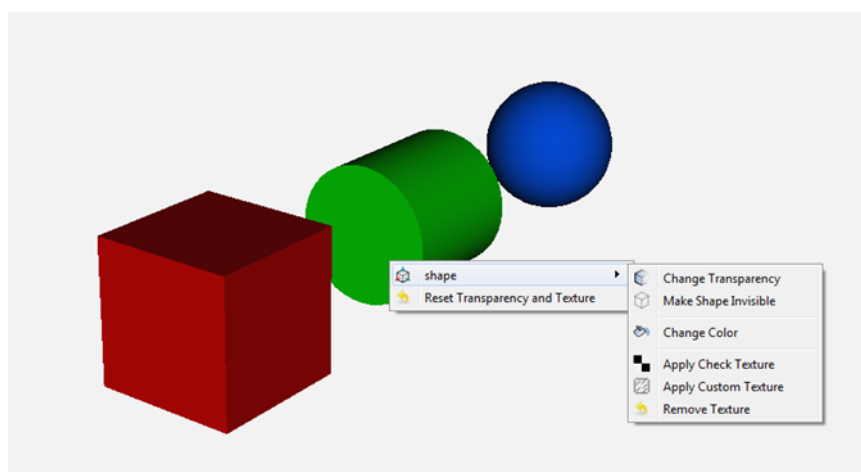 shape
Reset Transparency and Texture
Change Transparency
Make Shape Invisible
Change Color
Apply Check Texture
Apply Custom Texture
Remove Texture